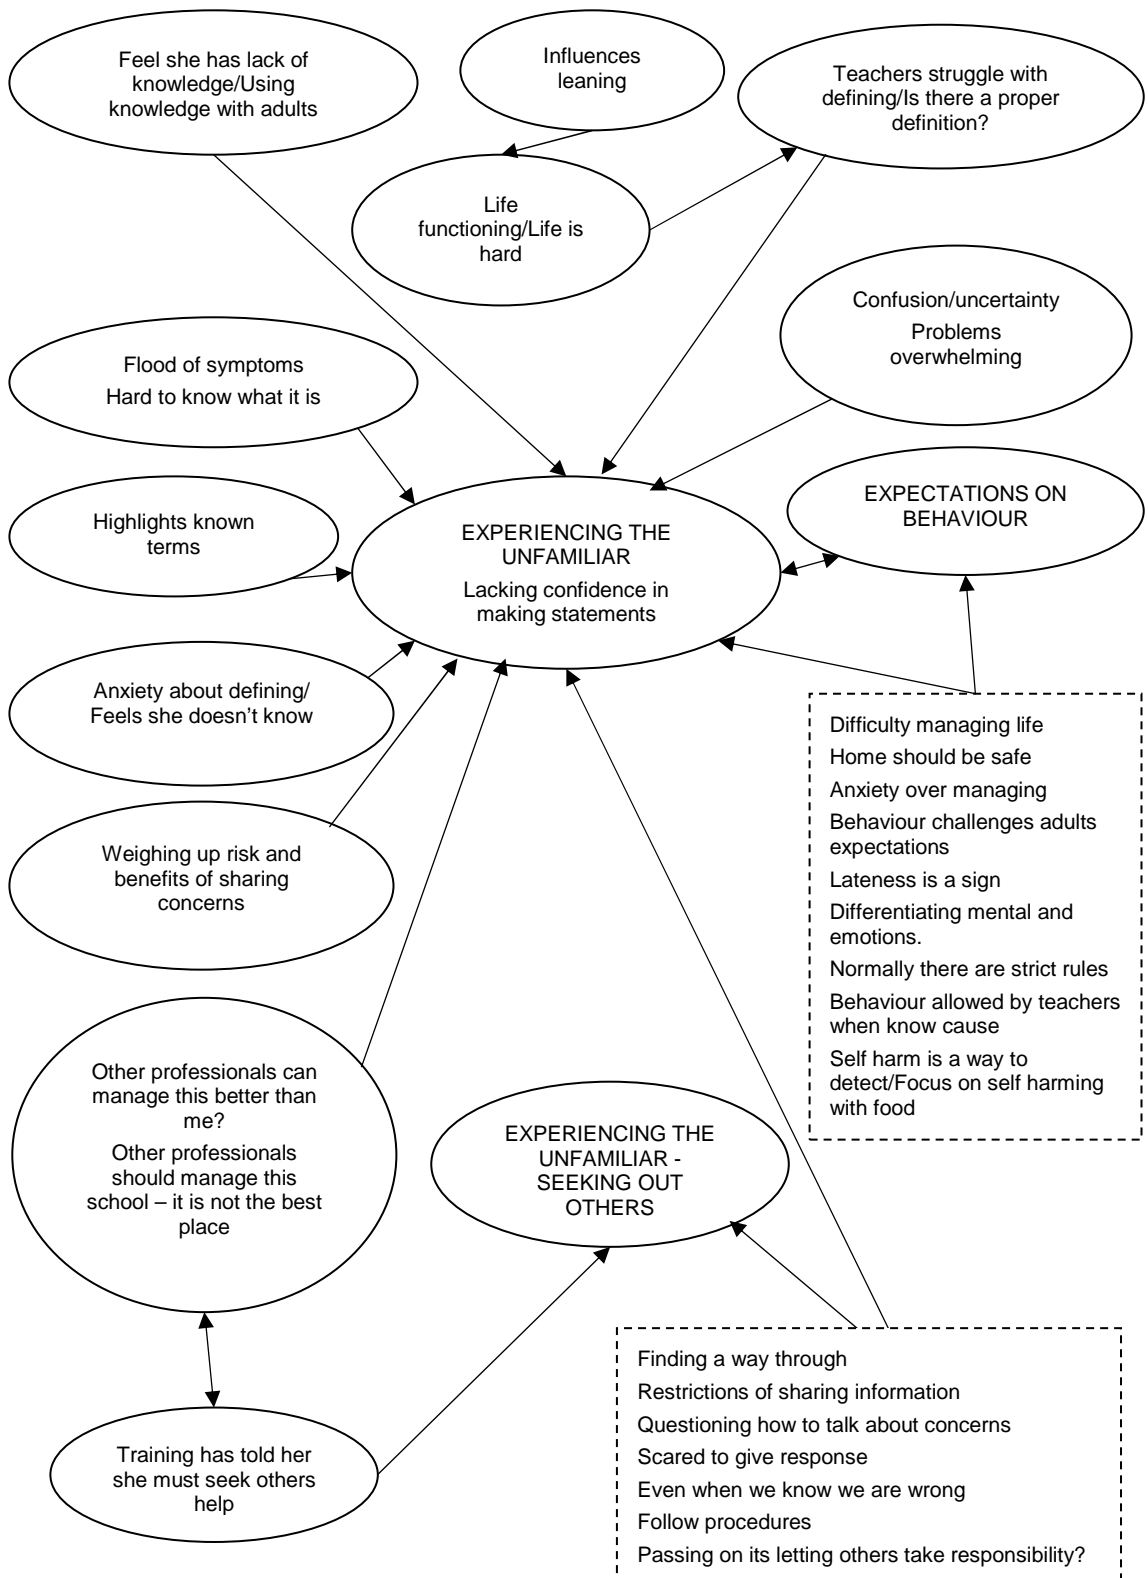 Feel she has lack of
knowledge/Using
knowledge with adults
Influences
leaning
Teachers struggle with
defining/Is there a proper
definition?
Life
functioning/Life is
hard
Confusion/uncertainty
Problems
overwhelming
Flood of symptoms
Hard to know what it is
Highlights known
terms
EXPERIENCING THE
UNFAMILIAR
Lacking confidence in
making statements
EXPECTATIONS ON
BEHAVIOUR
Anxiety about defining/
Feels she doesn't know
Weighing up risk and
benefits of sharing
concerns
Difficulty managing life
Home should be safe
Anxiety over managing
Behaviour challenges adults
expectations
Lateness is a sign
Differentiating mental and
emotions.
Normally there are strict rules
Behaviour allowed by teachers
when know cause
Self harm is a way to
detect/Focus on self harming
with food
Other professionals can
manage this better than
me?
Other professionals
should manage this
school – it is not the best
place
EXPERIENCING THE
UNFAMILIAR -
SEEKING OUT
OTHERS
Training has told her
she must seek others
help
Finding a way through
Restrictions of sharing information
Questioning how to talk about concerns
Scared to give response
Even when we know we are wrong
Follow procedures
Passing on its letting others take responsibility?